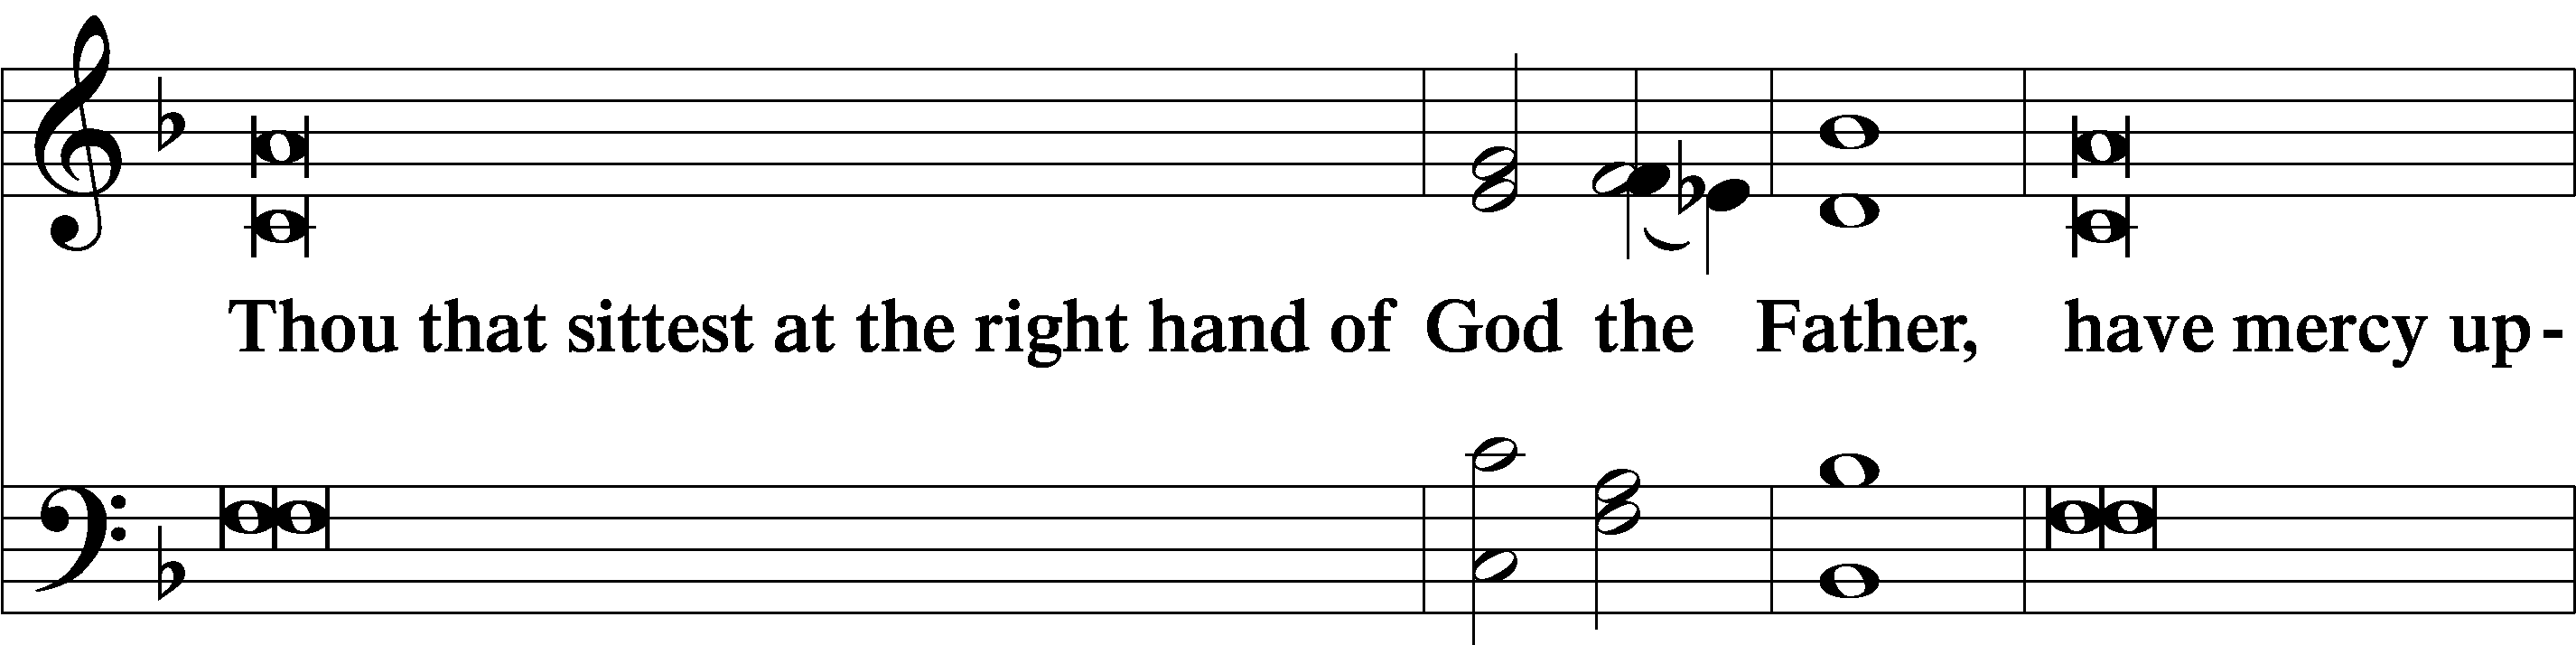 Thou that sittest at the right hand of God the Father, have mercy up-